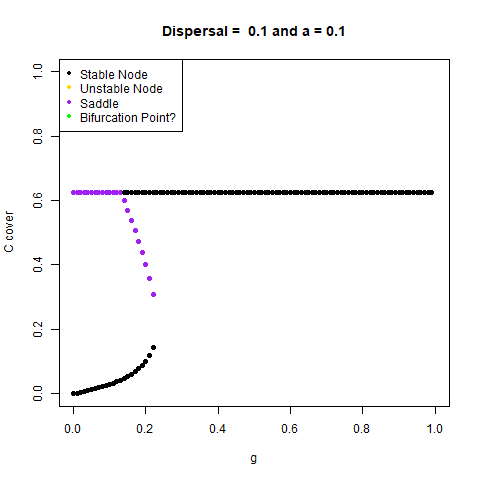 Dispersal =  0.1 and a = 0.1
Stable Node
Unstable Node
Saddle
Bifurcation Point?
C cover
1.0
0.8
0.6
0.4
0.2
0.0
0.0 0.2 0.4 0.6 0.8 1.0
g